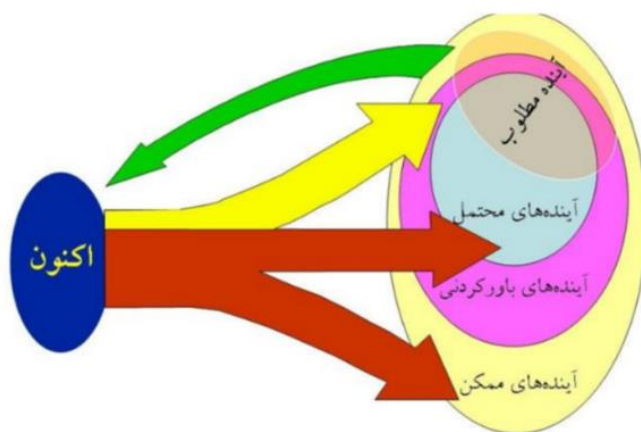 آینده مطلوب
اکنون
آینده‌های محتمل
آینده‌های باورکردنی
آینده‌های ممکن